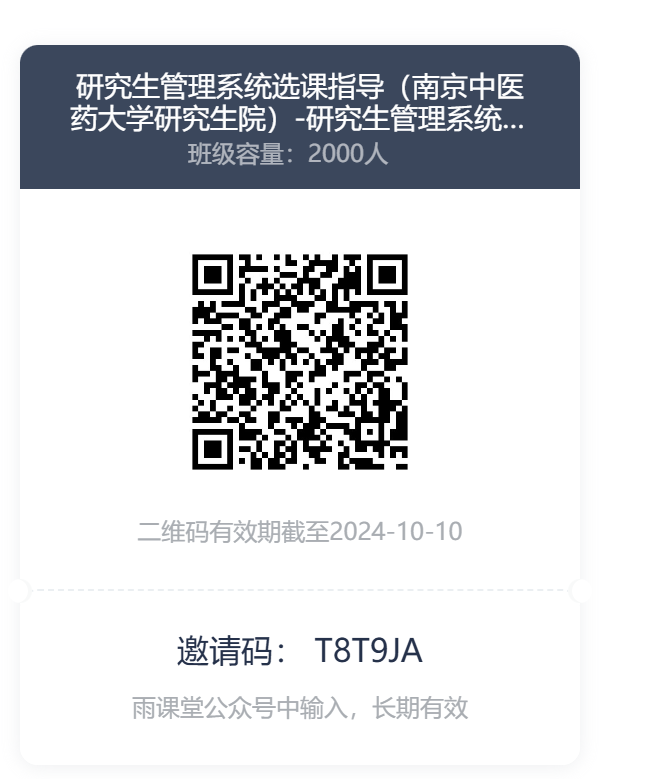 研究生管理系统选课指导（南京中医
药大学研究生院）-研究生管理系统...
班级容量：2000人
二维码有效期截至2024-10-10
邀请码： T8T9JA
雨课堂公众号中输入，长期有效